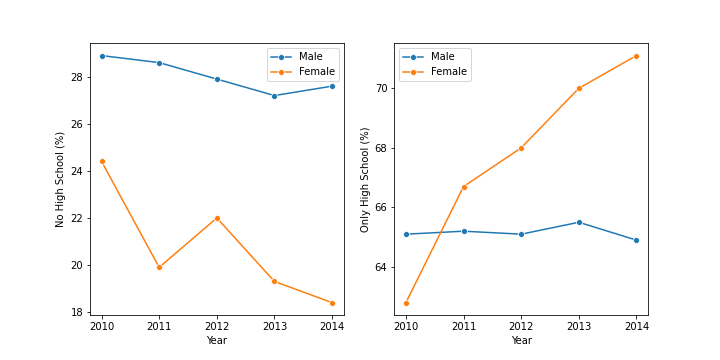 Male
Female
No High School (%)
28
26
24
22
20
18
2010 2011 2012 2013 2014
Year
Male
Female
Only High School (%)
70
68
66
64
2010 2011 2012 2013 2014
Year